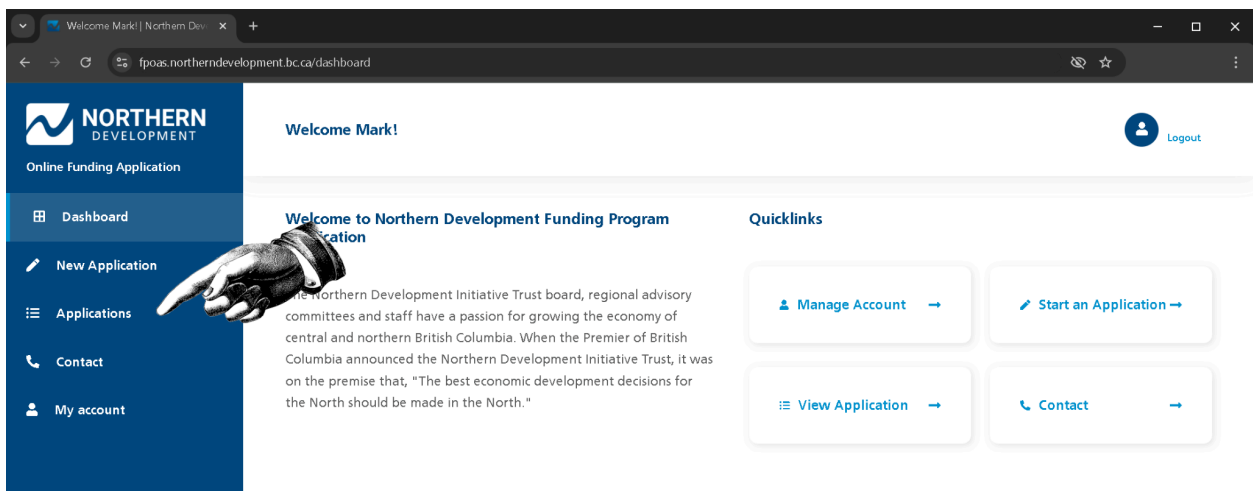 Welcome Mark! | Northern Dev
fpoas.northerndevelopment.bc.ca/dashboard
NORTHERN
DEVELOPMENT
Online Funding Application
Dashboard
New Application
Applications
Contact
My account
Welcome Mark!
Logout
Welcome to Northern Development Funding Program
Northern Development Initiative Trust board, regional advisory
committees and staff have a passion for growing the economy of
central and northern British Columbia. When the Premier of British
Columbia announced the Northern Development Initiative Trust, it was
on the premise that, "The best economic development decisions for
the North should be made in the North."
Quicklinks
Manage Account
Start an Application
View Application
Contact